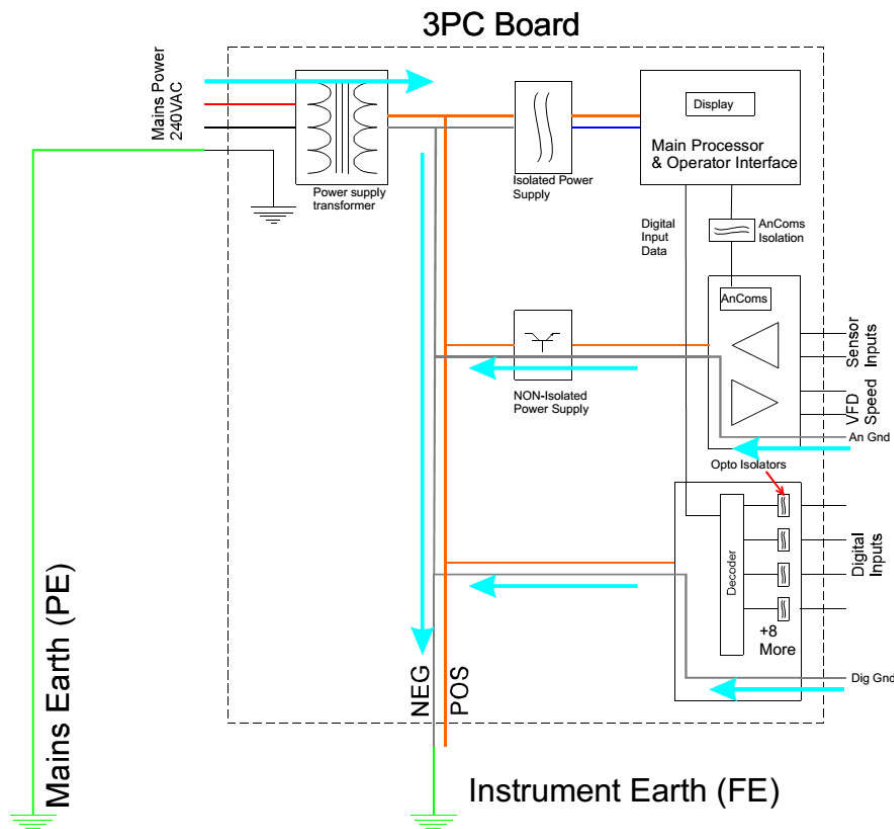 3PC Board
Mains Power
240VAC
Display
Main Processor
& Operator Interface
Power supply
transformer
Isolated Power
Supply
Digital
Input
Data
AnComs
Isolation
AnComs
Sensor
Inputs
VFD
Speed
NON-Isolated
Power Supply
An Gnd
Opto Isolators
Decoder
Digital
Inputs
+8
More
Dig Gnd
NEG
POS
Mains Earth (PE)
Instrument Earth (FE)